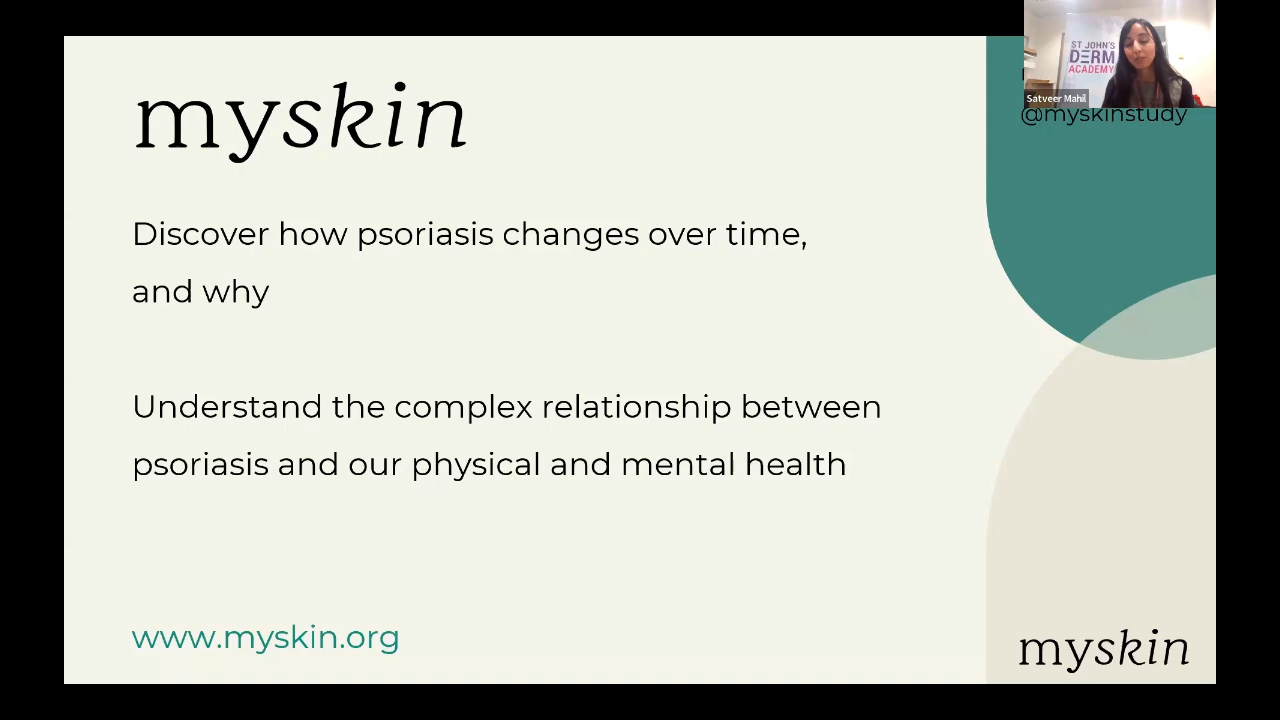 myskin
ST JOHN'S
DERM
ACADEMY
Satveer Mahil
@myskinstudy
Discover how psoriasis changes over time,
and why
Understand the complex relationship between
psoriasis and our physical and mental health
www.myskin.org
myskin